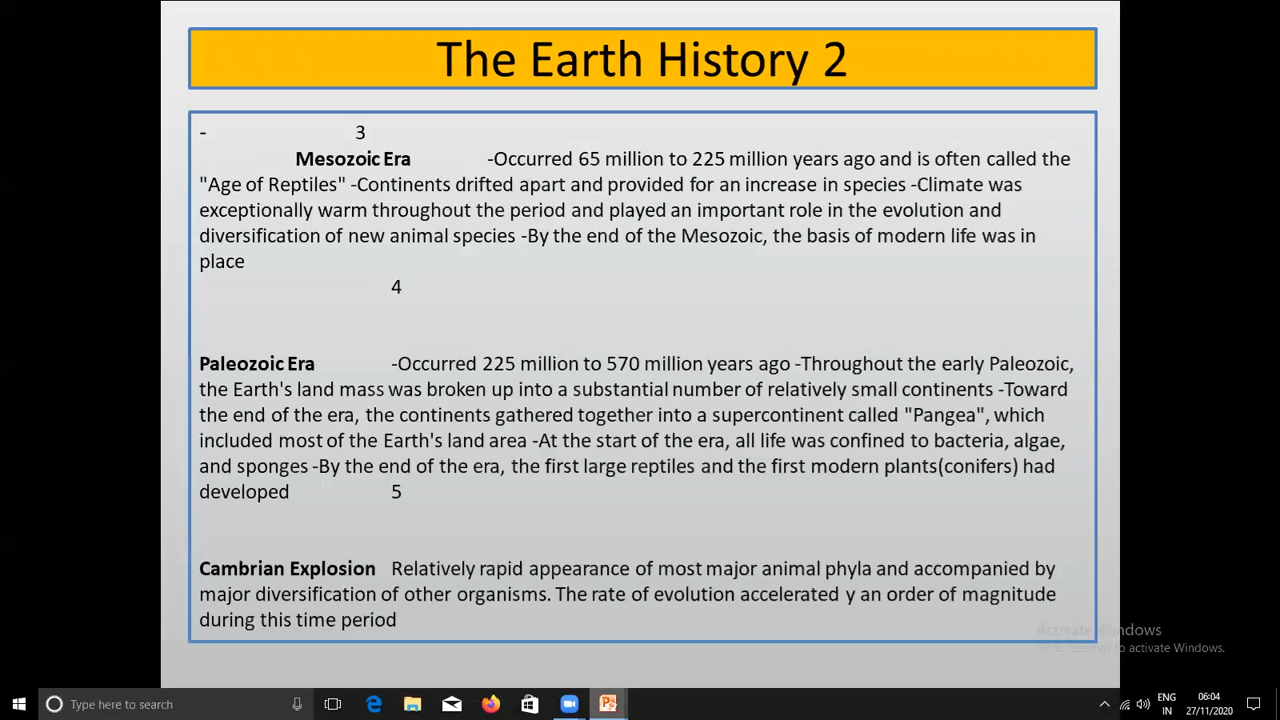 The Earth History 2
- 3
Mesozoic Era -Occurred 65 million to 225 million years ago and is often called the
"Age of Reptiles" -Continents drifted apart and provided for an increase in species -Climate was
exceptionally warm throughout the period and played an important role in the evolution and
diversification of new animal species -By the end of the Mesozoic, the basis of modern life was in
place
4
Paleozoic Era -Occurred 225 million to 570 million years ago -Throughout the early Paleozoic,
the Earth's land mass was broken up into a substantial number of relatively small continents -Toward
the end of the era, the continents gathered together into a supercontinent called "Pangea", which
included most of the Earth's land area -At the start of the era, all life was confined to bacteria, algae,
and sponges -By the end of the era, the first large reptiles and the first modern plants(conifers) had
developed 5
Cambrian Explosion Relatively rapid appearance of most major animal phyla and accompanied by
major diversification of other organisms. The rate of evolution accelerated y an order of magnitude
during this time period
Activate Windows
Go to Settings to activate Windows.
Type here to search
ENG
IN
06:04
27/11/2020